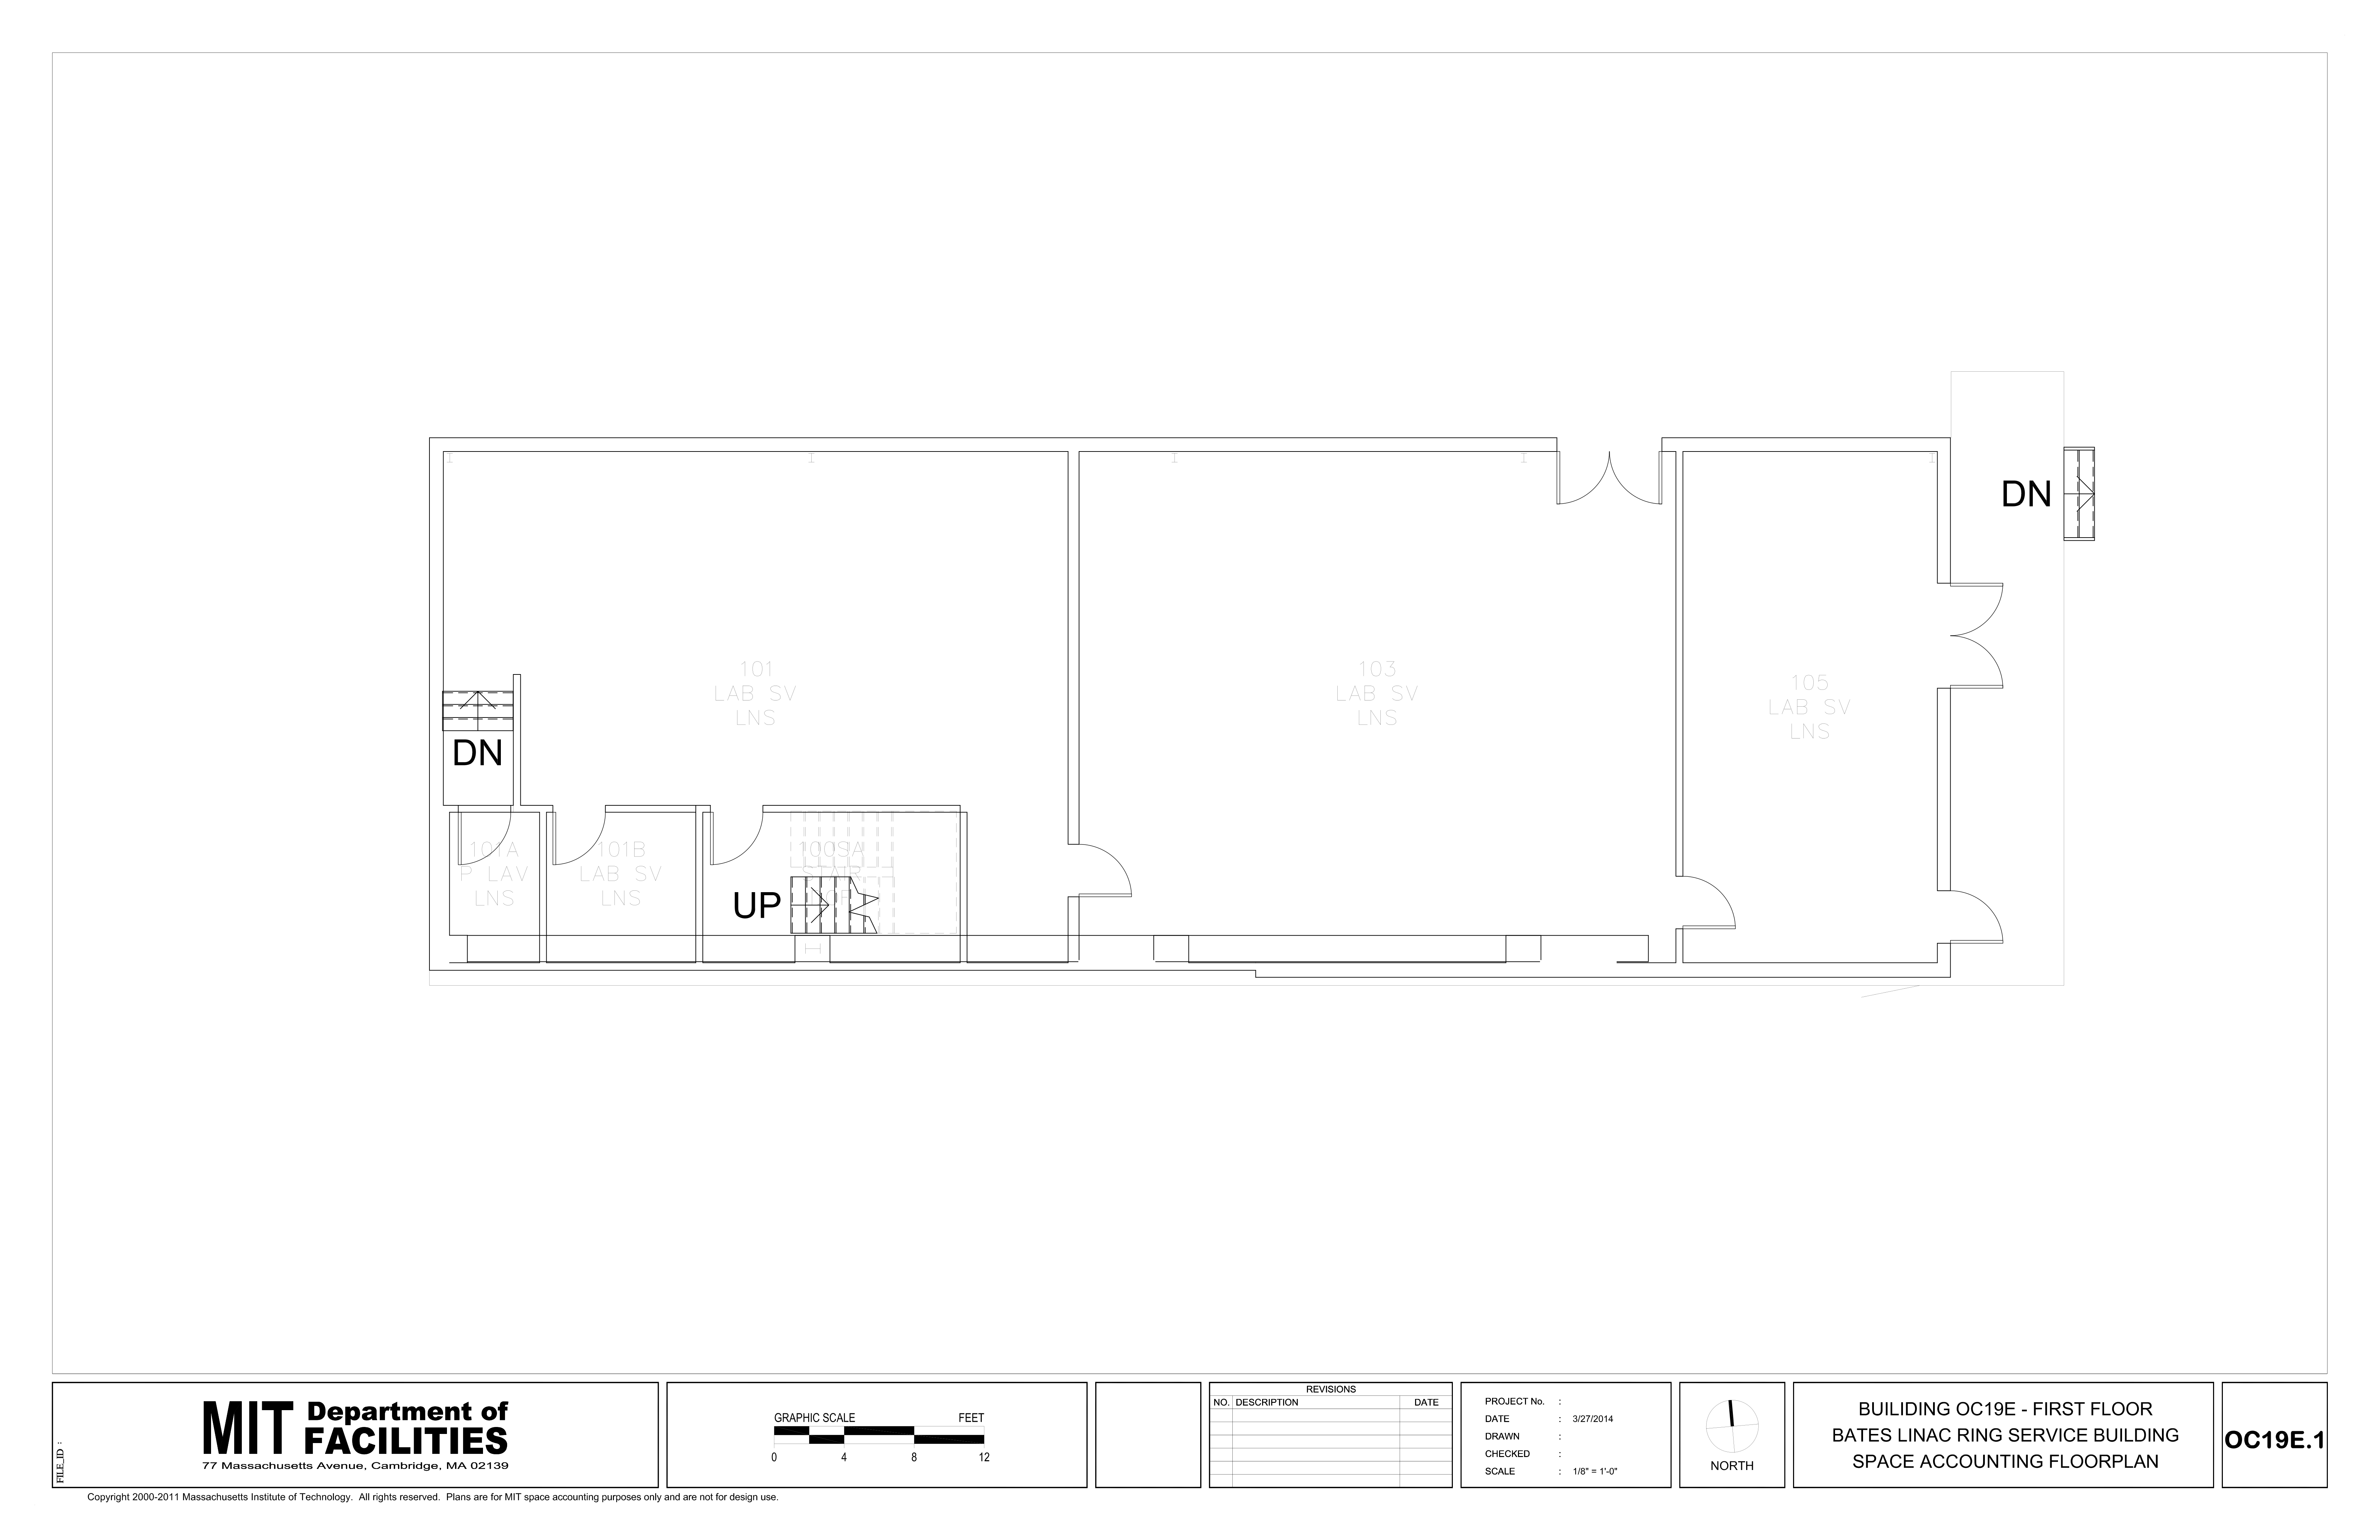 DN
101
LAB SV
LNS
103
LAB SV
LNS
105
LAB SV
LNS
DN
101A
P LAV
LNS
101B
LAB SV
LNS
100SA
STAIR
UP
MIT Department of
FACILITIES
77 Massachusetts Avenue, Cambridge, MA 02139
FILE_ID :
GRAPHIC SCALE FEET
0 4 8 12
REVISIONS
NO. DESCRIPTION DATE
PROJECT No. :
DATE : 3/27/2014
DRAWN :
CHECKED :
SCALE : 1/8" = 1'-0"
NORTH
BUILIDING OC19E - FIRST FLOOR
BATES LINAC RING SERVICE BUILDING
SPACE ACCOUNTING FLOORPLAN
OC19E.1
Copyright 2000-2011 Massachusetts Institute of Technology. All rights reserved. Plans are for MIT space accounting purposes only and are not for design use.